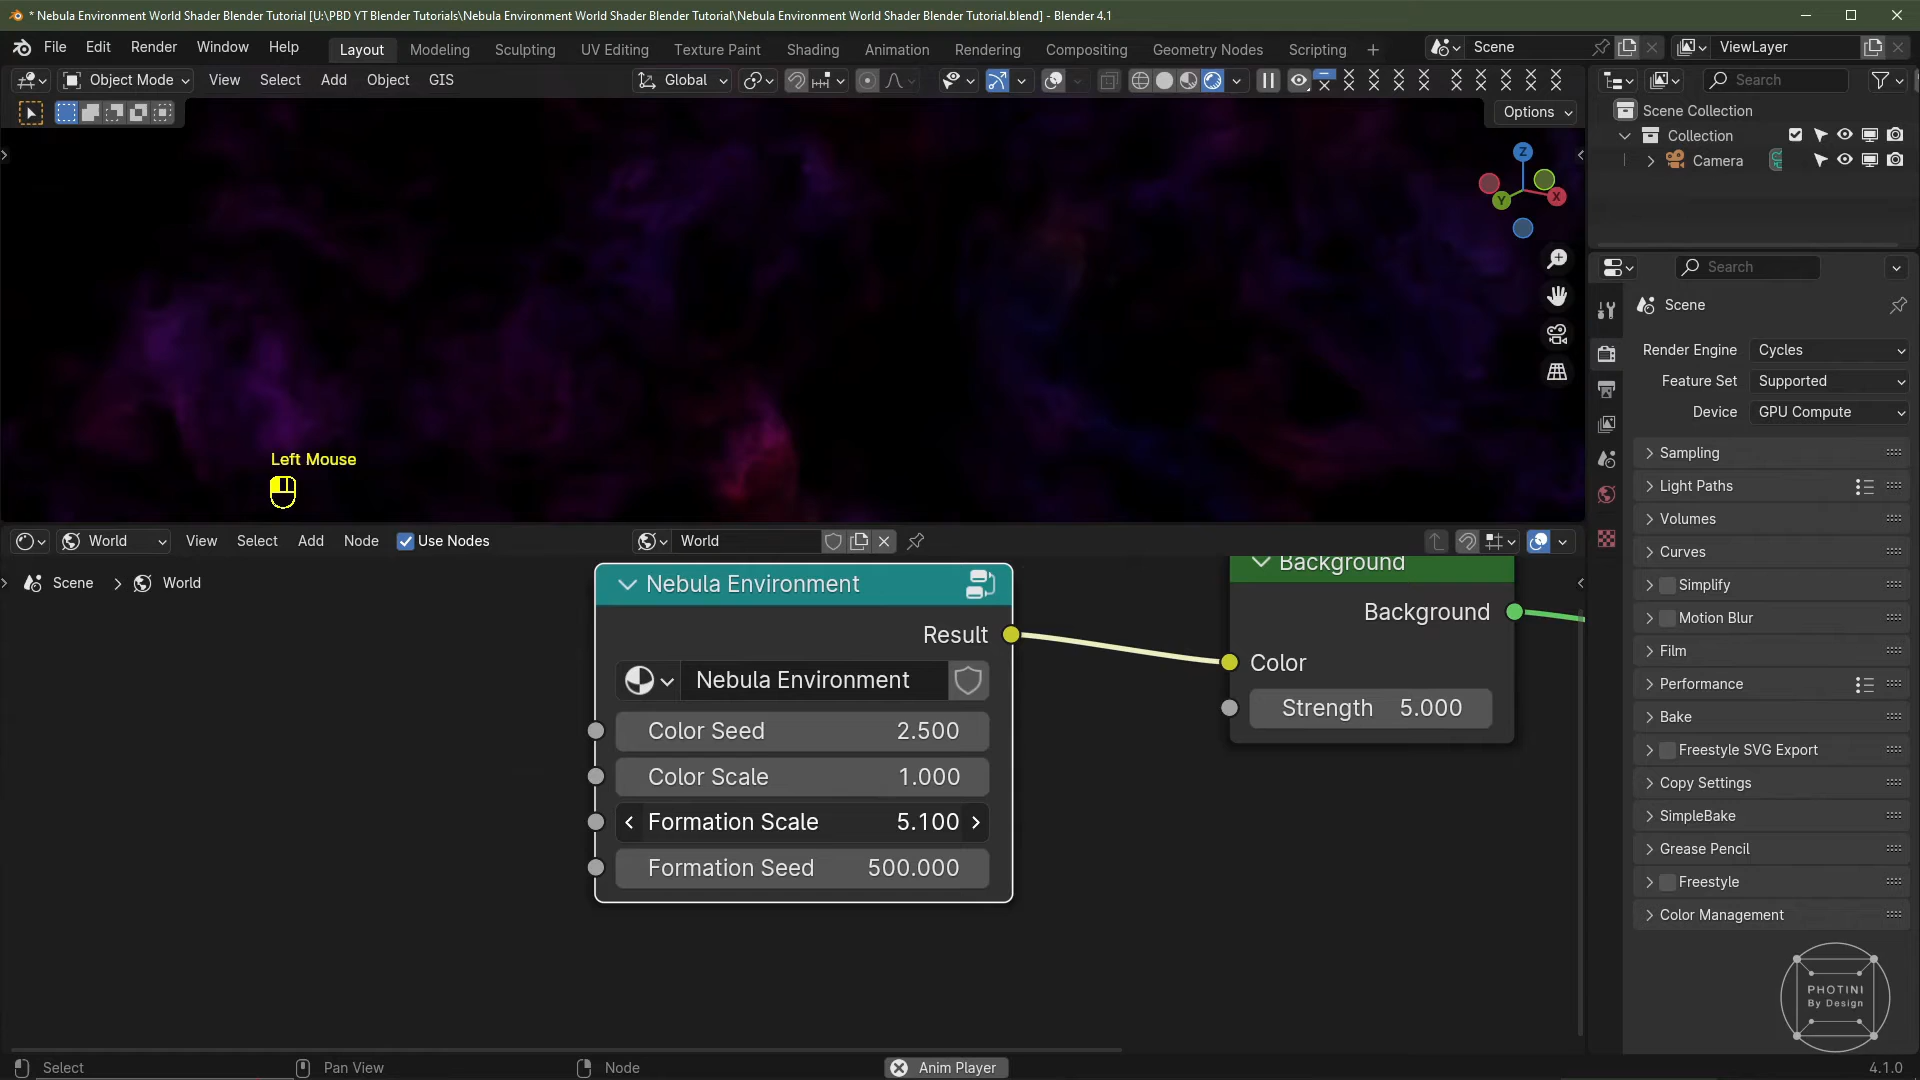 * Nebula Environment World Shader Blender Tutorial [U:\PBD YT Blender Tutorials\Nebula Environment World Shader Blender Tutorial\Nebula Environment World Shader Blender Tutorial.blend] - Blender 4.1
File Edit Render Window Help Layout Modeling Sculpting UV Editing Texture Paint Shading Animation Rendering Compositing Geometry Nodes Scripting + Scene ViewLayer
Object Mode View Select Add Object GIS Global Search
Options
Scene Collection
Collection
Camera
Z
X
Y
Search
Scene
Render Engine Cycles
Feature Set Supported
Device GPU Compute
Sampling
Light Paths
Volumes
Curves
Simplify
Motion Blur
Film
Performance
Bake
Freestyle SVG Export
Copy Settings
SimpleBake
Grease Pencil
Freestyle
Color Management
Left Mouse
World View Select Add Node Use Nodes World
Scene > World
Nebula Environment
Result
Nebula Environment
Color Seed 2.500
Color Scale 1.000
Formation Scale 5.100
Formation Seed 500.000
Background
Background
Color
Strength 5.000
PHOTINI
By Design
Select Pan View Node Anim Player 4.1.0